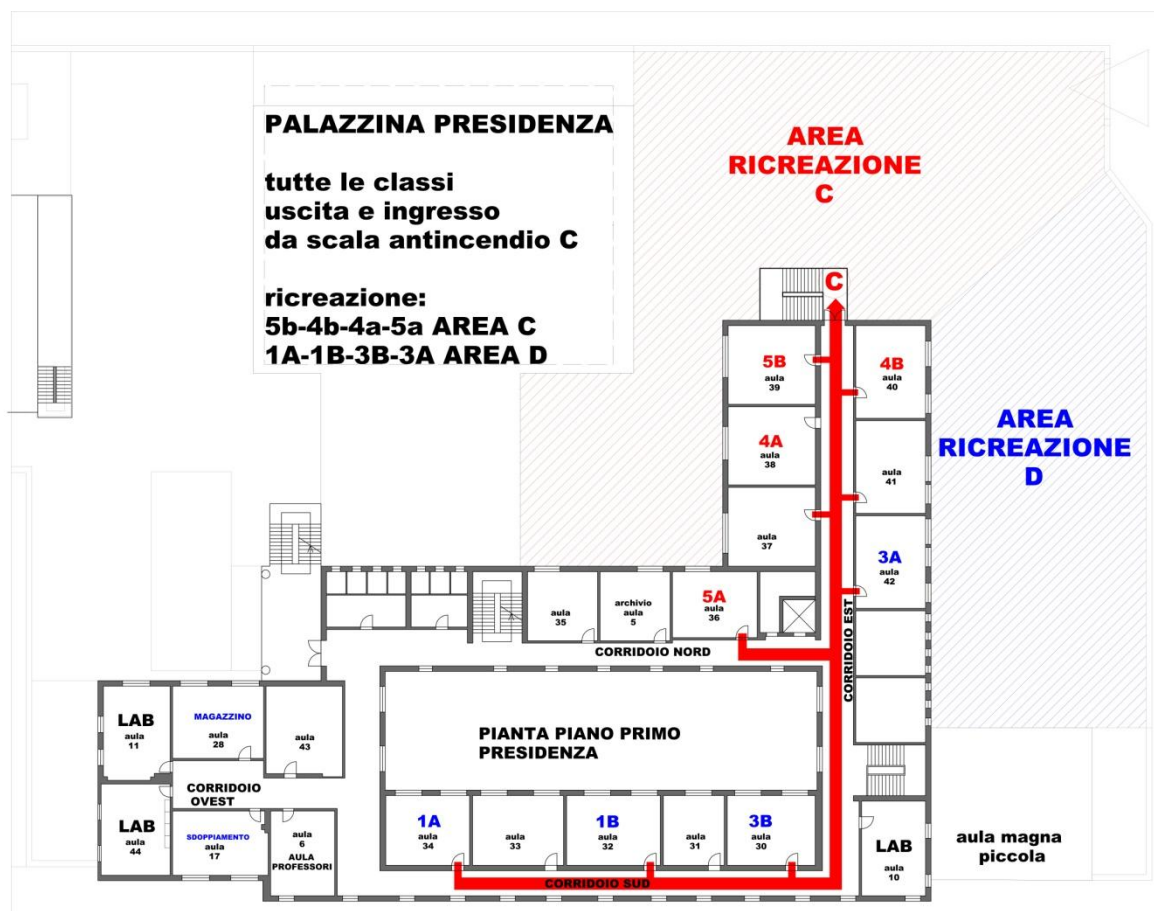 PALAZZINA PRESIDENZA
tutte le classi
uscita e ingresso
da scala antincendio C
ricreazione:
5b-4b-4a-5a AREA C
1A-1B-3B-3A AREA D
AREA
RICREAZIONE
C
C
5B
aula
39
4B
aula
40
4A
aula
38
aula
41
AREA
RICREAZIONE
D
aula
37
3A
aula
42
aula
35
archivio
aula
5
5A
aula
36
CORRIDOIO NORD
CORRIDOIO EST
LAB
aula
11
MAGAZZINO
aula
28
aula
43
PIANTA PIANO PRIMO
PRESIDENZA
CORRIDOIO
OVEST
LAB
aula
44
SDOPPIAMENTO
aula
17
aula
6
AULA
PROFESSORI
1A
aula
34
aula
33
1B
aula
32
aula
31
3B
aula
30
LAB
aula
10
aula magna
piccola
CORRIDOIO SUD